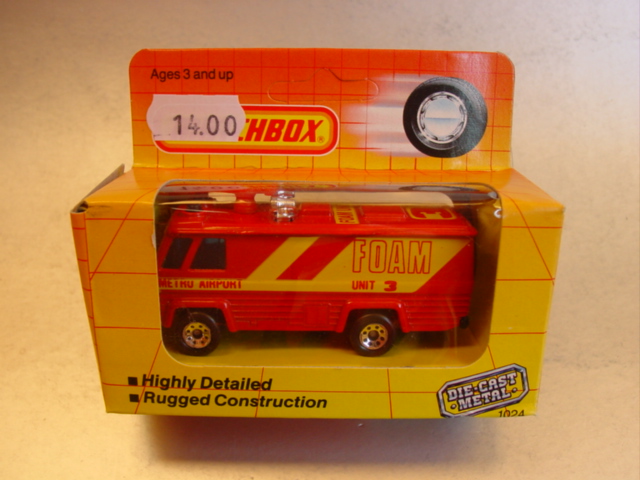 Ages 3 and up
14.00
CHBOX
FOAM
METRO AIRPORT
UNIT 3
Highly Detailed
Rugged Construction
DIE-CAST
METAL
1024